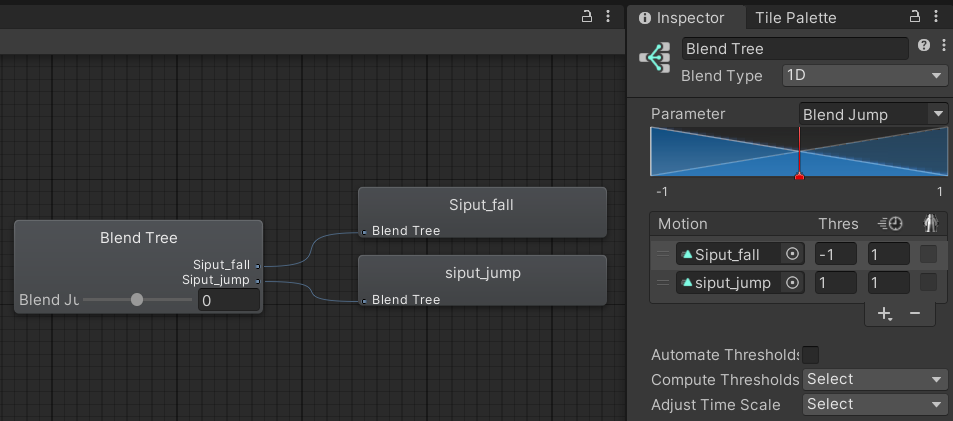 Inspector
Tile Palette
Blend Tree
Blend Type
1D
Parameter
Blend Jump
-1
1
Motion
Thres
Siput_fall
-1
1
siput_jump
1
1
Automate Thresholds
Compute Thresholds
Select
Adjust Time Scale
Select
Blend Tree
Siput_fall
Siput_jump
Blend Ju
0
Siput_fall
Blend Tree
siput_jump
Blend Tree